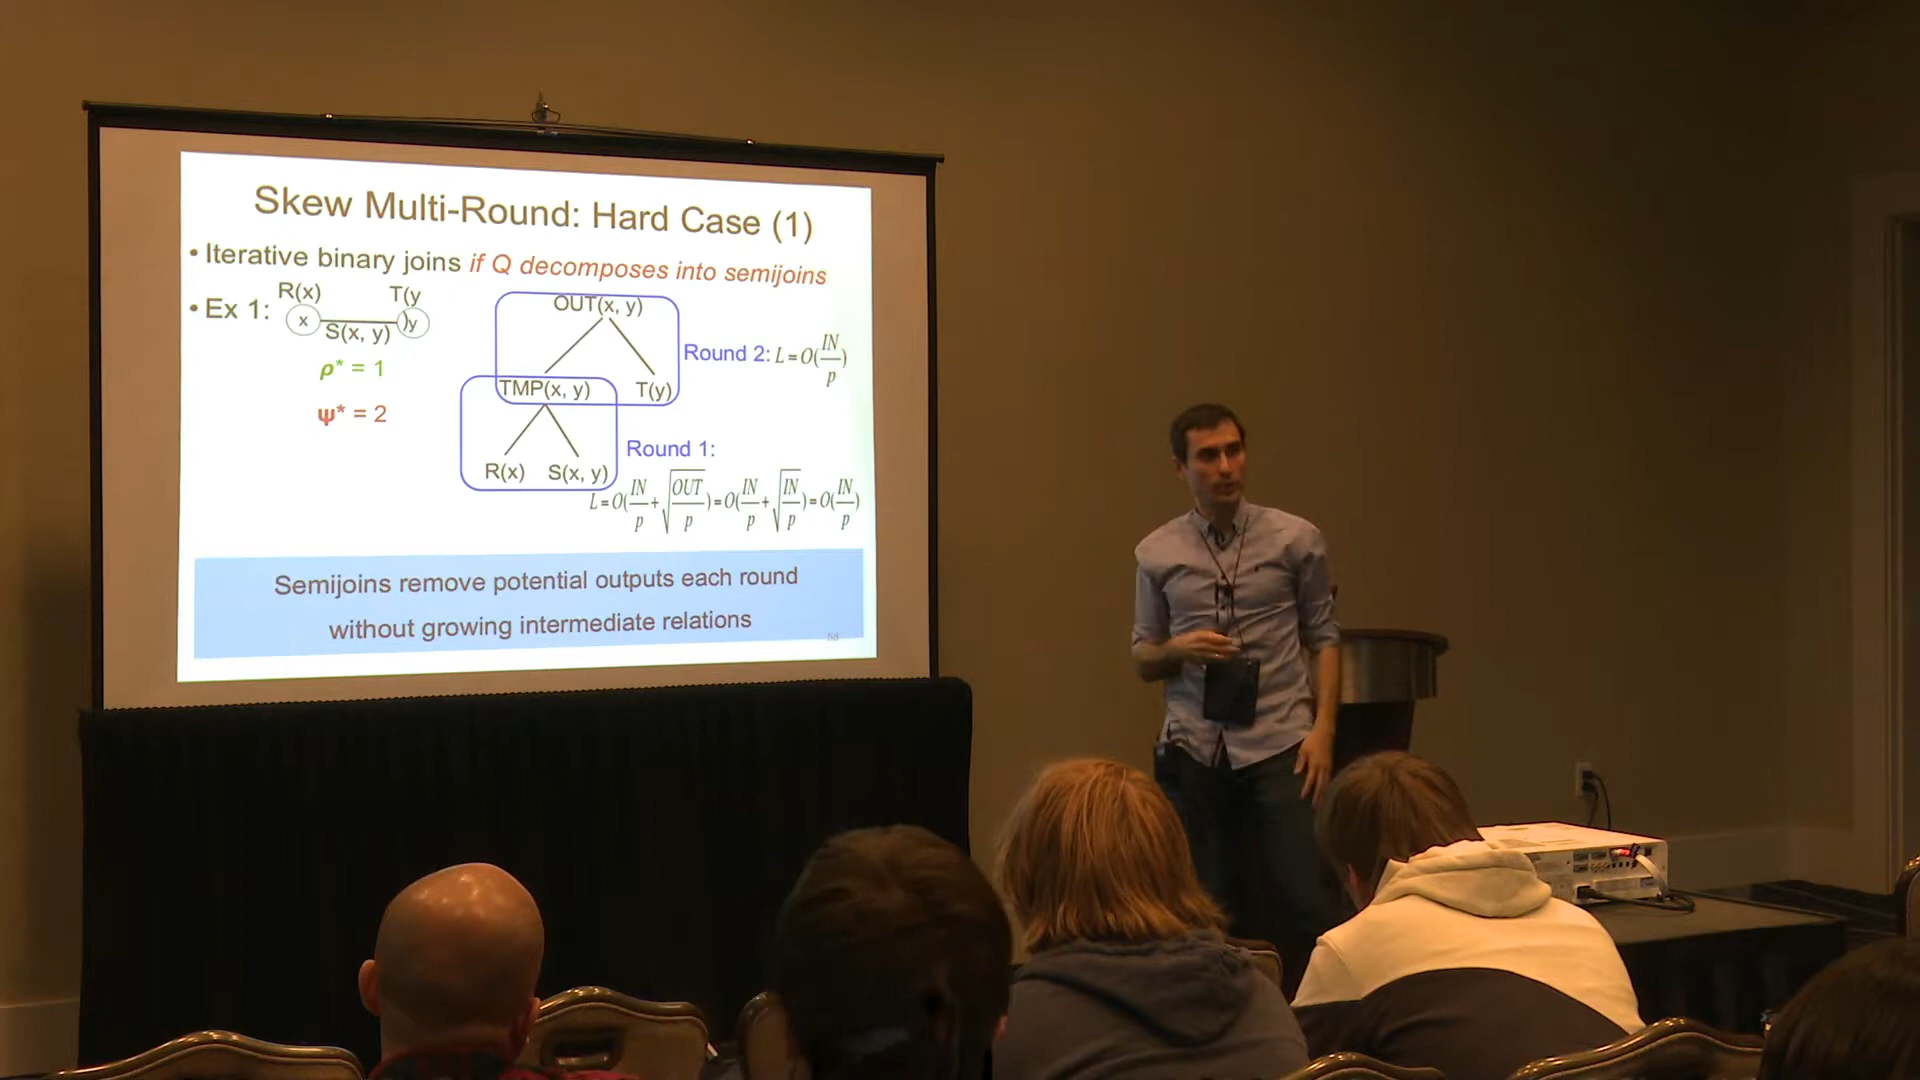 Skew Multi-Round: Hard Case (1)
• Iterative binary joins if Q decomposes into semijoins
• Ex 1:
R(x)
T(y
)
x
y
S(x, y)
ρ* = 1
ψ* = 2
OUT(x, y)
TMP(x, y)
T(y)
R(x)
S(x, y)
Round 2: L = O(IN/p)
Round 1:
L = O(IN/p + √OUT/p) = O(IN/p + √IN/p) = O(IN/p)
Semijoins remove potential outputs each round
without growing intermediate relations
58